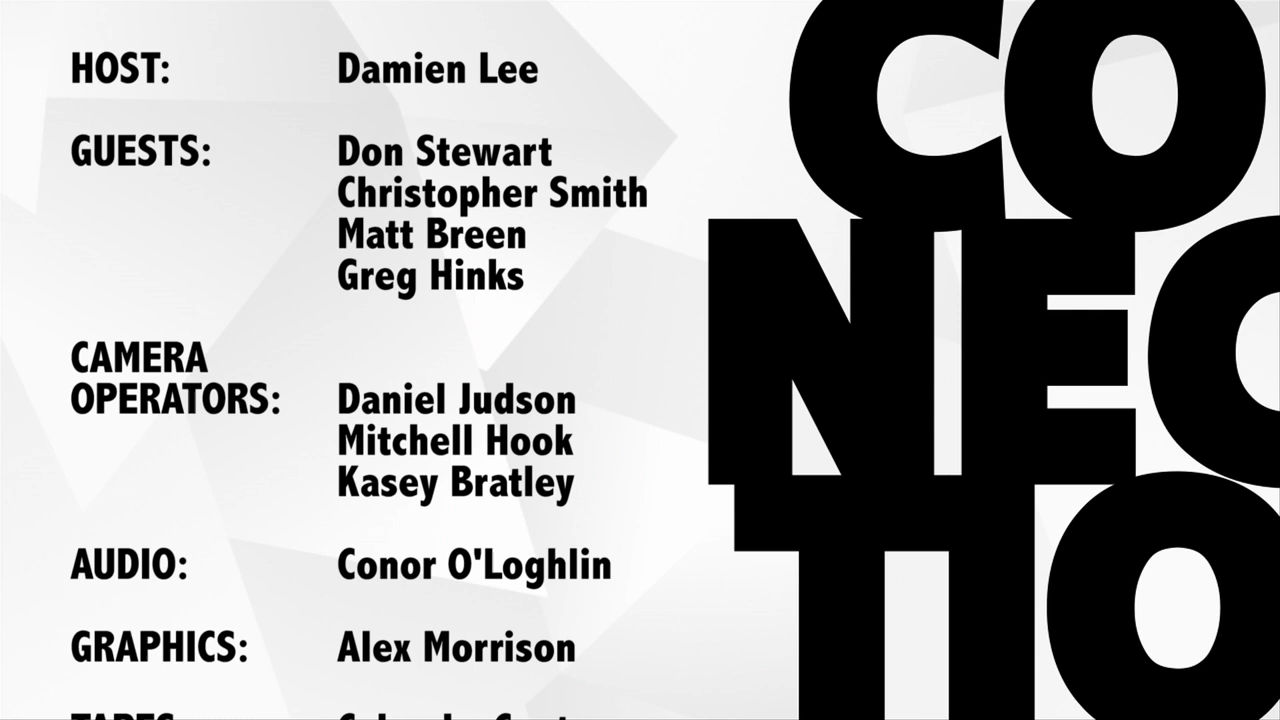 HOST: Damien Lee
GUESTS: Don Stewart
Christopher Smith
Matt Breen
Greg Hinks
CAMERA
OPERATORS: Daniel Judson
Mitchell Hook
Kasey Bratley
AUDIO: Conor O'Loghlin
GRAPHICS: Alex Morrison
CO
NEC
TIO